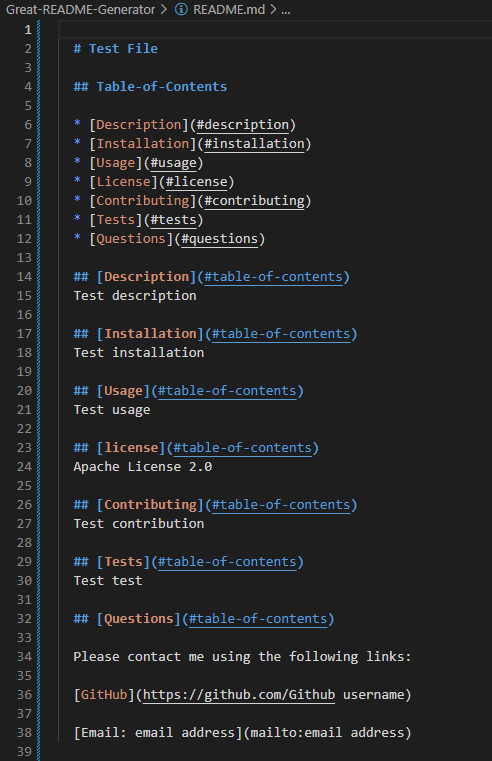 Great-README-Generator > README.md > ...
1
2 # Test File
3
4 ## Table-of-Contents
5
6 * [Description](#description)
7 * [Installation](#installation)
8 * [Usage](#usage)
9 * [License](#license)
10 * [Contributing](#contributing)
11 * [Tests](#tests)
12 * [Questions](#questions)
13
14 ## [Description](#table-of-contents)
15 Test description
16
17 ## [Installation](#table-of-contents)
18 Test installation
19
20 ## [Usage](#table-of-contents)
21 Test usage
22
23 ## [license](#table-of-contents)
24 Apache License 2.0
25
26 ## [Contributing](#table-of-contents)
27 Test contribution
28
29 ## [Tests](#table-of-contents)
30 Test test
31
32 ## [Questions](#table-of-contents)
33
34 Please contact me using the following links:
35
36 [GitHub](https://github.com/Github username)
37
38 [Email: email address](mailto:email address)
39